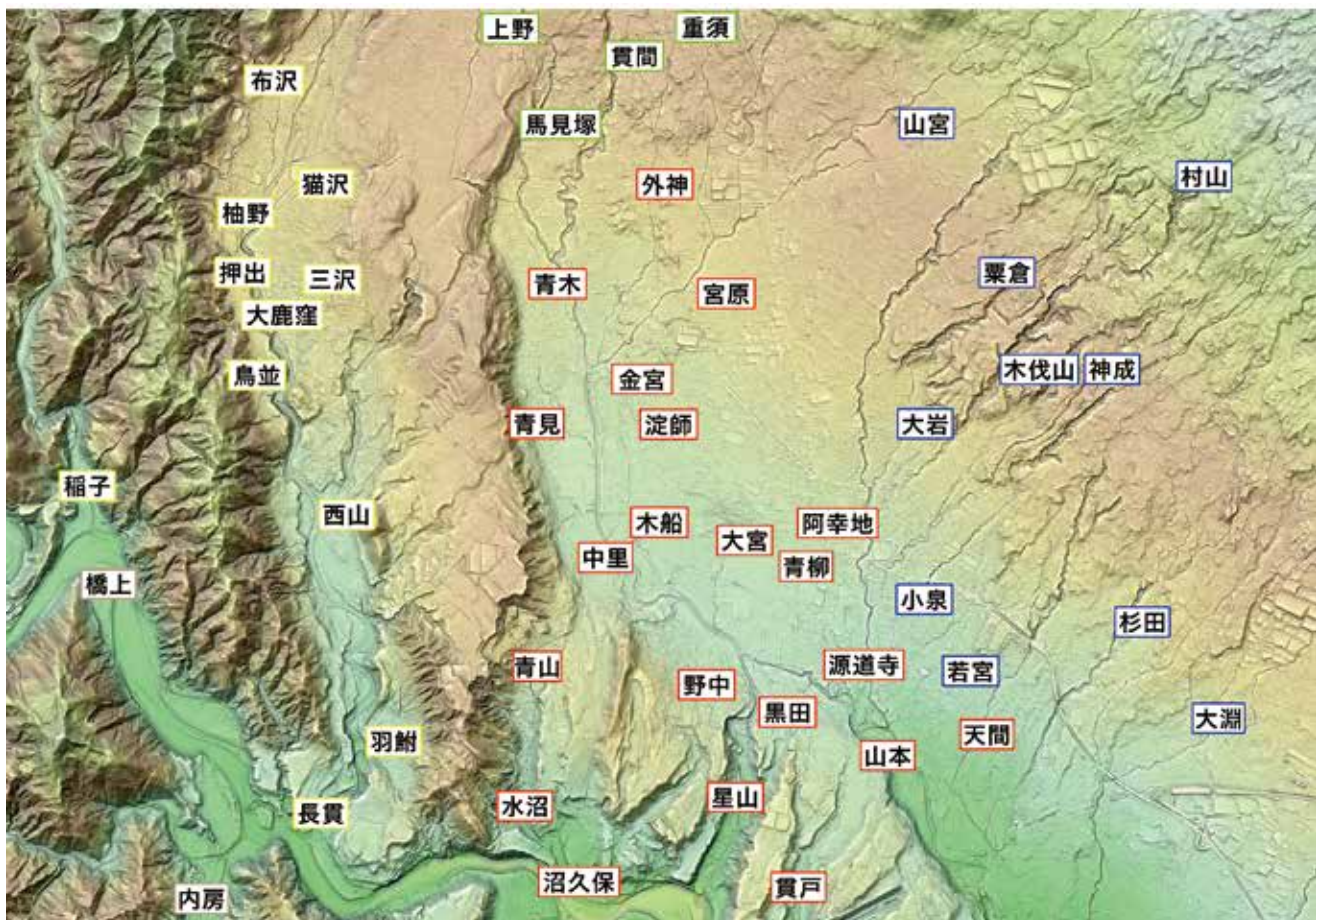 上野
重須
貫間
布沢
馬見塚
山宮
猫沢
外神
村山
柚野
押出
三沢
青木
宮原
粟倉
大鹿窪
鳥並
金宮
木伐山
神成
青見
淀師
大岩
稲子
西山
木船
大宮
阿幸地
中里
青柳
橋上
小泉
杉田
青山
野中
源道寺
若宮
黒田
大淵
羽鮒
山本
天間
長貫
水沼
星山
内房
沼久保
貫戸